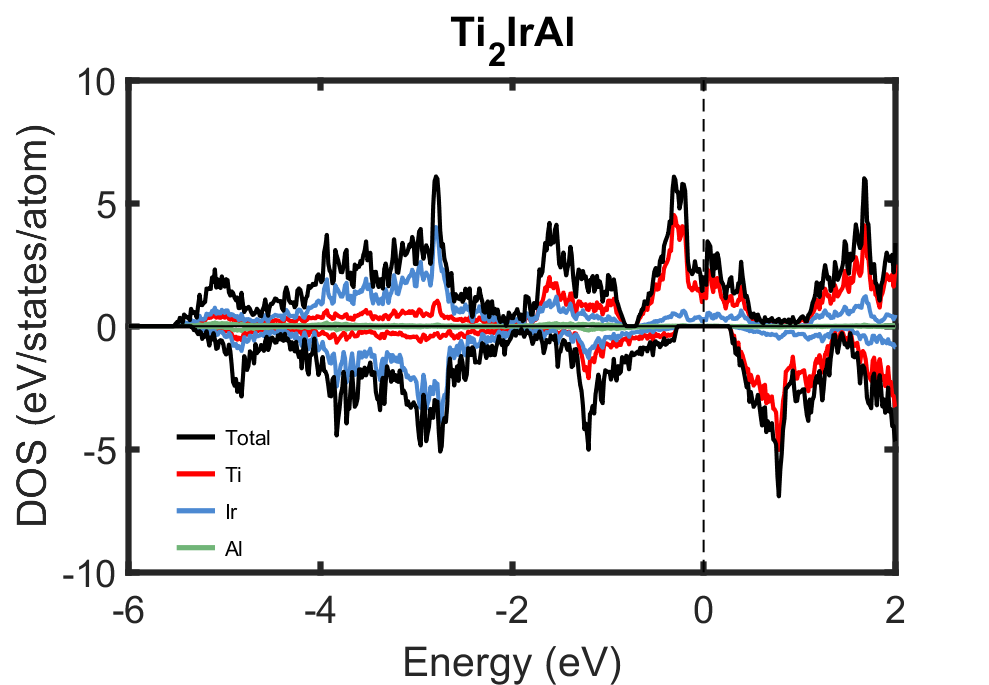 Ti2IrAl
10
5
0
-5
-10
DOS (eV/states/atom)
Total
Ti
Ir
Al
-6
-4
-2
0
2
Energy (eV)